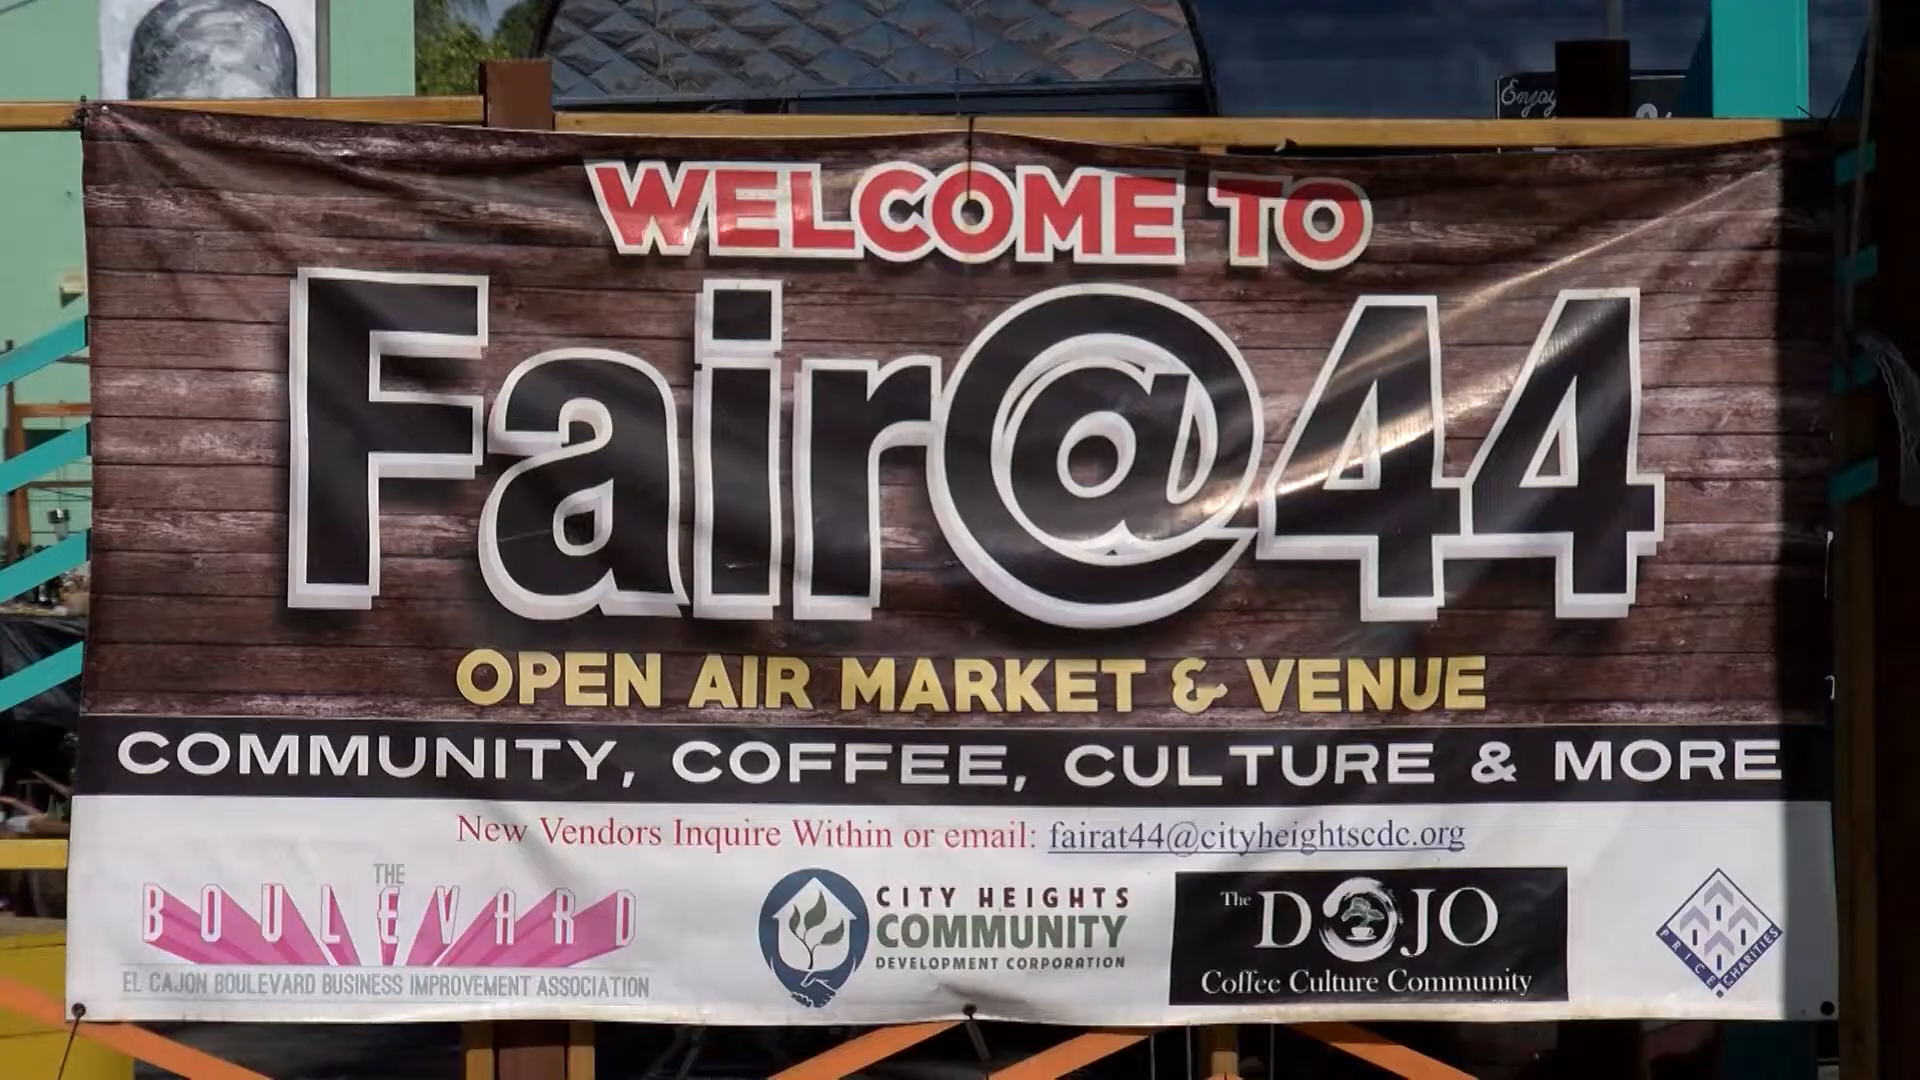 Enjoy
WELCOME TO
Fair@44
OPEN AIR MARKET & VENUE
COMMUNITY, COFFEE, CULTURE & MORE
New Vendors Inquire Within or email: fairat44@cityheightscdc.org
THE
BOULEVARD
EL CAJON BOULEVARD BUSINESS IMPROVEMENT ASSOCIATION
CITY HEIGHTS
COMMUNITY
DEVELOPMENT CORPORATION
The DOJO
Coffee Culture Community
PRICE CHARITIES